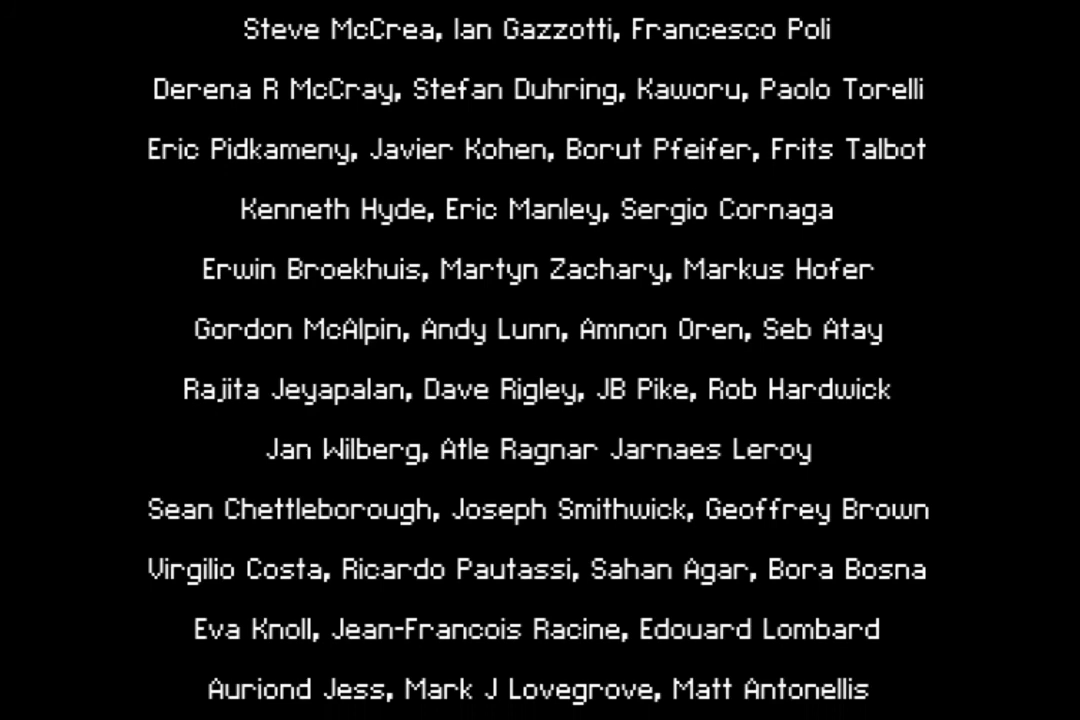 Steve McCrea, Ian Gazzotti, Francesco Poli
Derena R McCray, Stefan Duhring, Kaworu, Paolo Torelli
Eric Pidkameny, Javier Kohen, Borut Pfeifer, Frits Talbot
Kenneth Hyde, Eric Manley, Sergio Cornaga
Erwin Broekhuis, Martyn Zachary, Markus Hofer
Gordon McAlpin, Andy Lunn, Amnon Oren, Seb Atay
Rajita Jeyapalan, Dave Rigley, JB Pike, Rob Hardwick
Jan Wilberg, Atle Ragnar Jarnaes Leroy
Sean Chettleborough, Joseph Smithwick, Geoffrey Brown
Virgilio Costa, Ricardo Pautassi, Sahan Agar, Bora Bosna
Eva Knoll, Jean-Francois Racine, Edouard Lombard
Auriond Jess, Mark J Lovegrove, Matt Antonellis